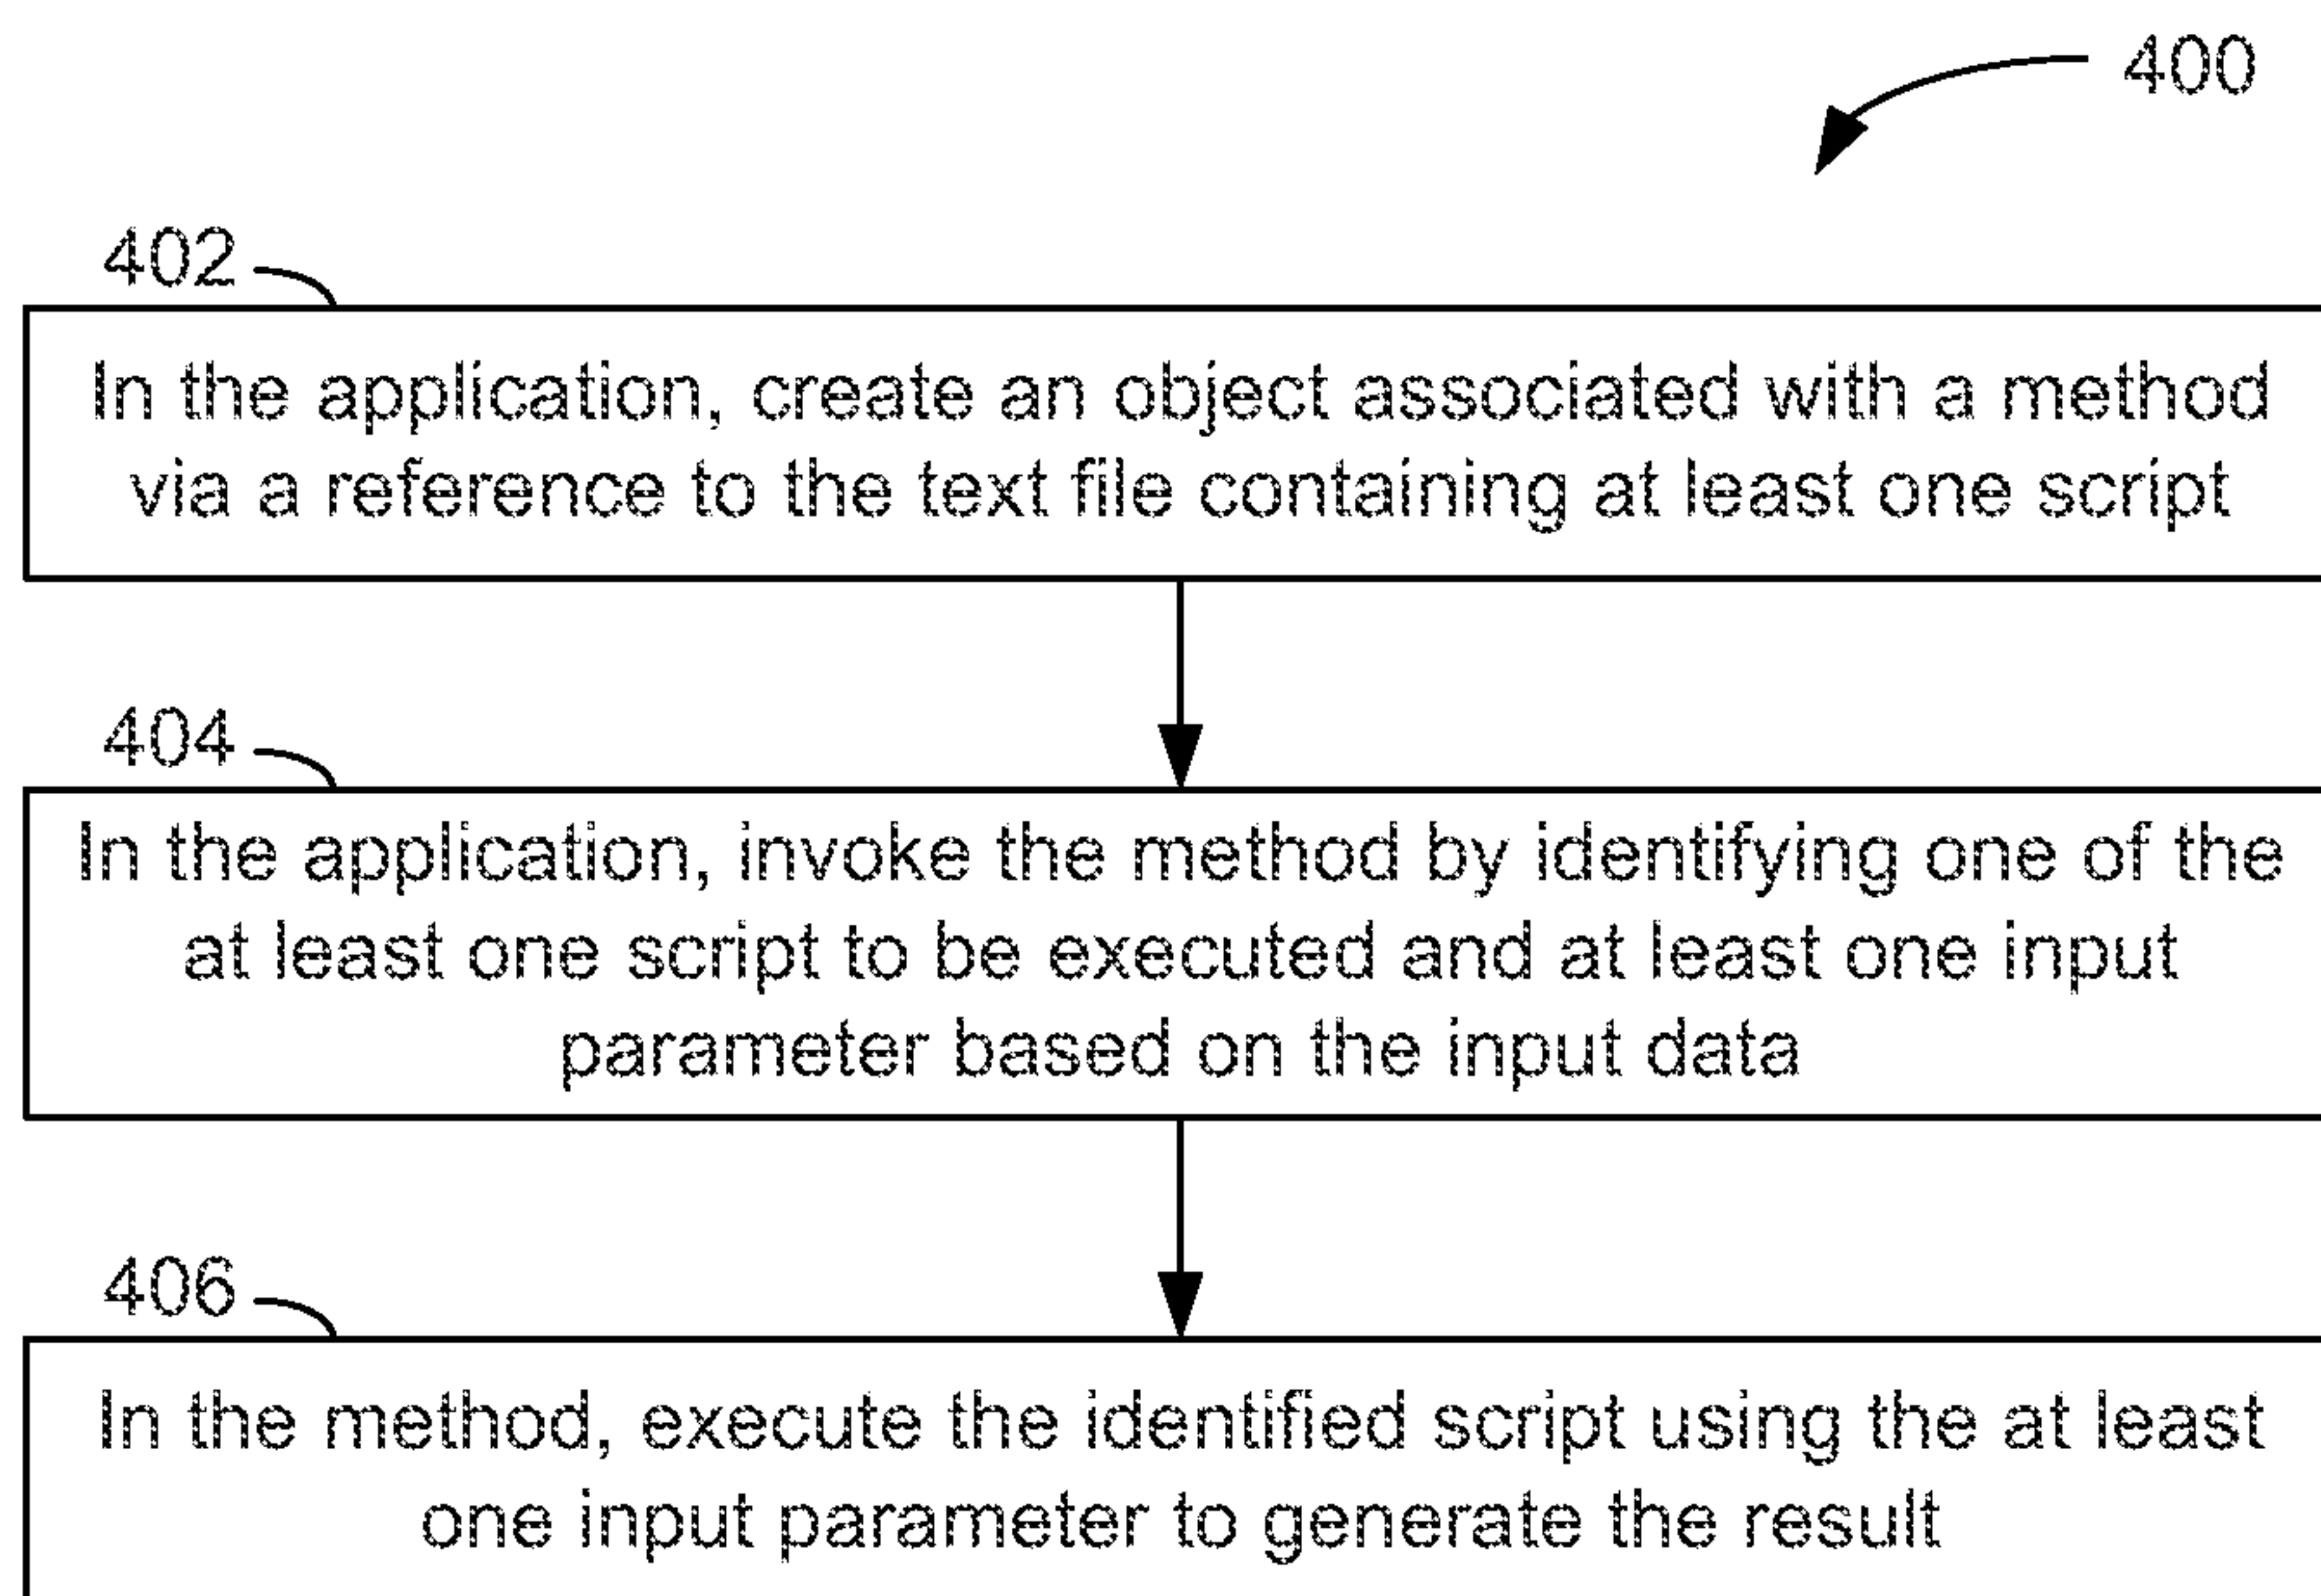 400
402
In the application, create an object associated with a method
via a reference to the text file containing at least one script
404
In the application, invoke the method by identifying one of the
at least one script to be executed and at least one input
parameter based on the input data
406
In the method, execute the identified script using the at least
one input parameter to generate the result